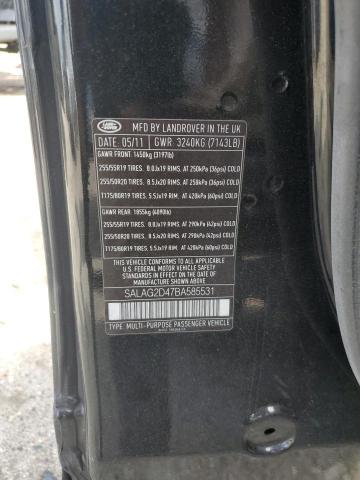 LAND ROVER
MFD BY LANDROVER IN THE UK
DATE: 05/11 GWR: 3240KG (7143LB)
GAWR FRONT: 1450kg (3197lb)
255/55R19 TIRES, 8.0Jx19 RIMS, AT 250kPa (36psi) COLD
255/50R20 TIRES, 8.5Jx20 RIMS, AT 250kPa (36psi) COLD
T175/80R19 TIRES, 5.5Jx19 RIM, AT 420kPa (60psi) COLD
GAWR REAR: 1855kg (4090lb)
255/55R19 TIRES, 8.0Jx19 RIMS, AT 290kPa (42psi) COLD
255/50R20 TIRES, 8.5Jx20 RIMS, AT 290kPa (42psi) COLD
T175/80R19 TIRES, 5.5Jx19 RIM, AT 420kPa (60psi) COLD
THIS VEHICLE CONFORMS TO ALL APPLICABLE
U.S. FEDERAL MOTOR VEHICLE SAFETY
STANDARDS IN EFFECT ON THE DATE OF
MANUFACTURE SHOWN ABOVE
SALAG2D47BA585531
TYPE: MULTI-PURPOSE PASSENGER VEHICLE